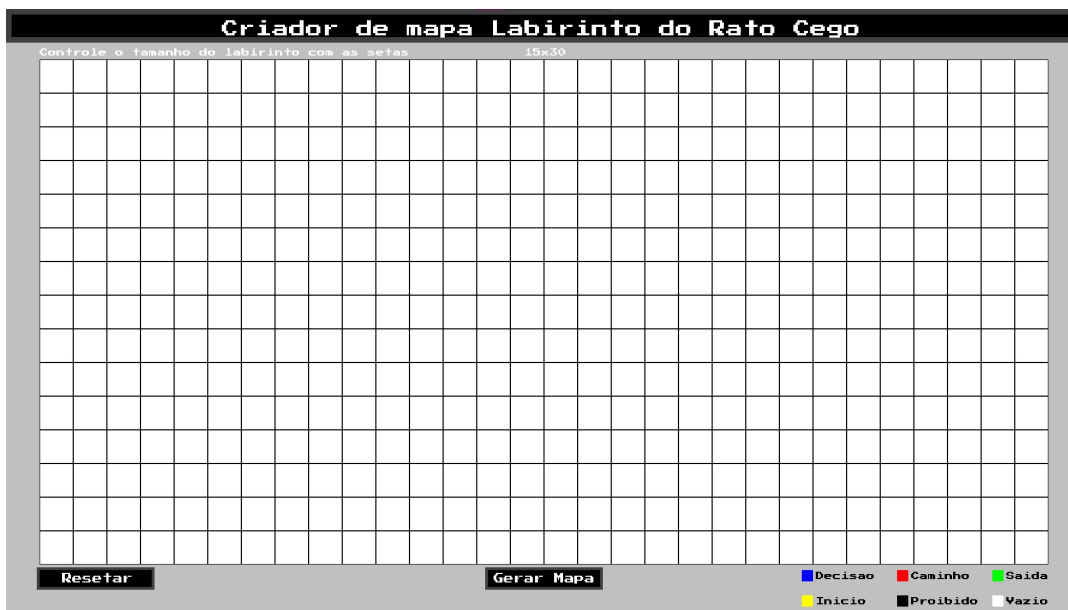 Criador de mapa Labirinto do Rato Cego
Controle o tamanho do labirinto com as setas 15x30
Resetar Gerar Mapa Decisao Caminho Saida
Inicio Proibido Vazio